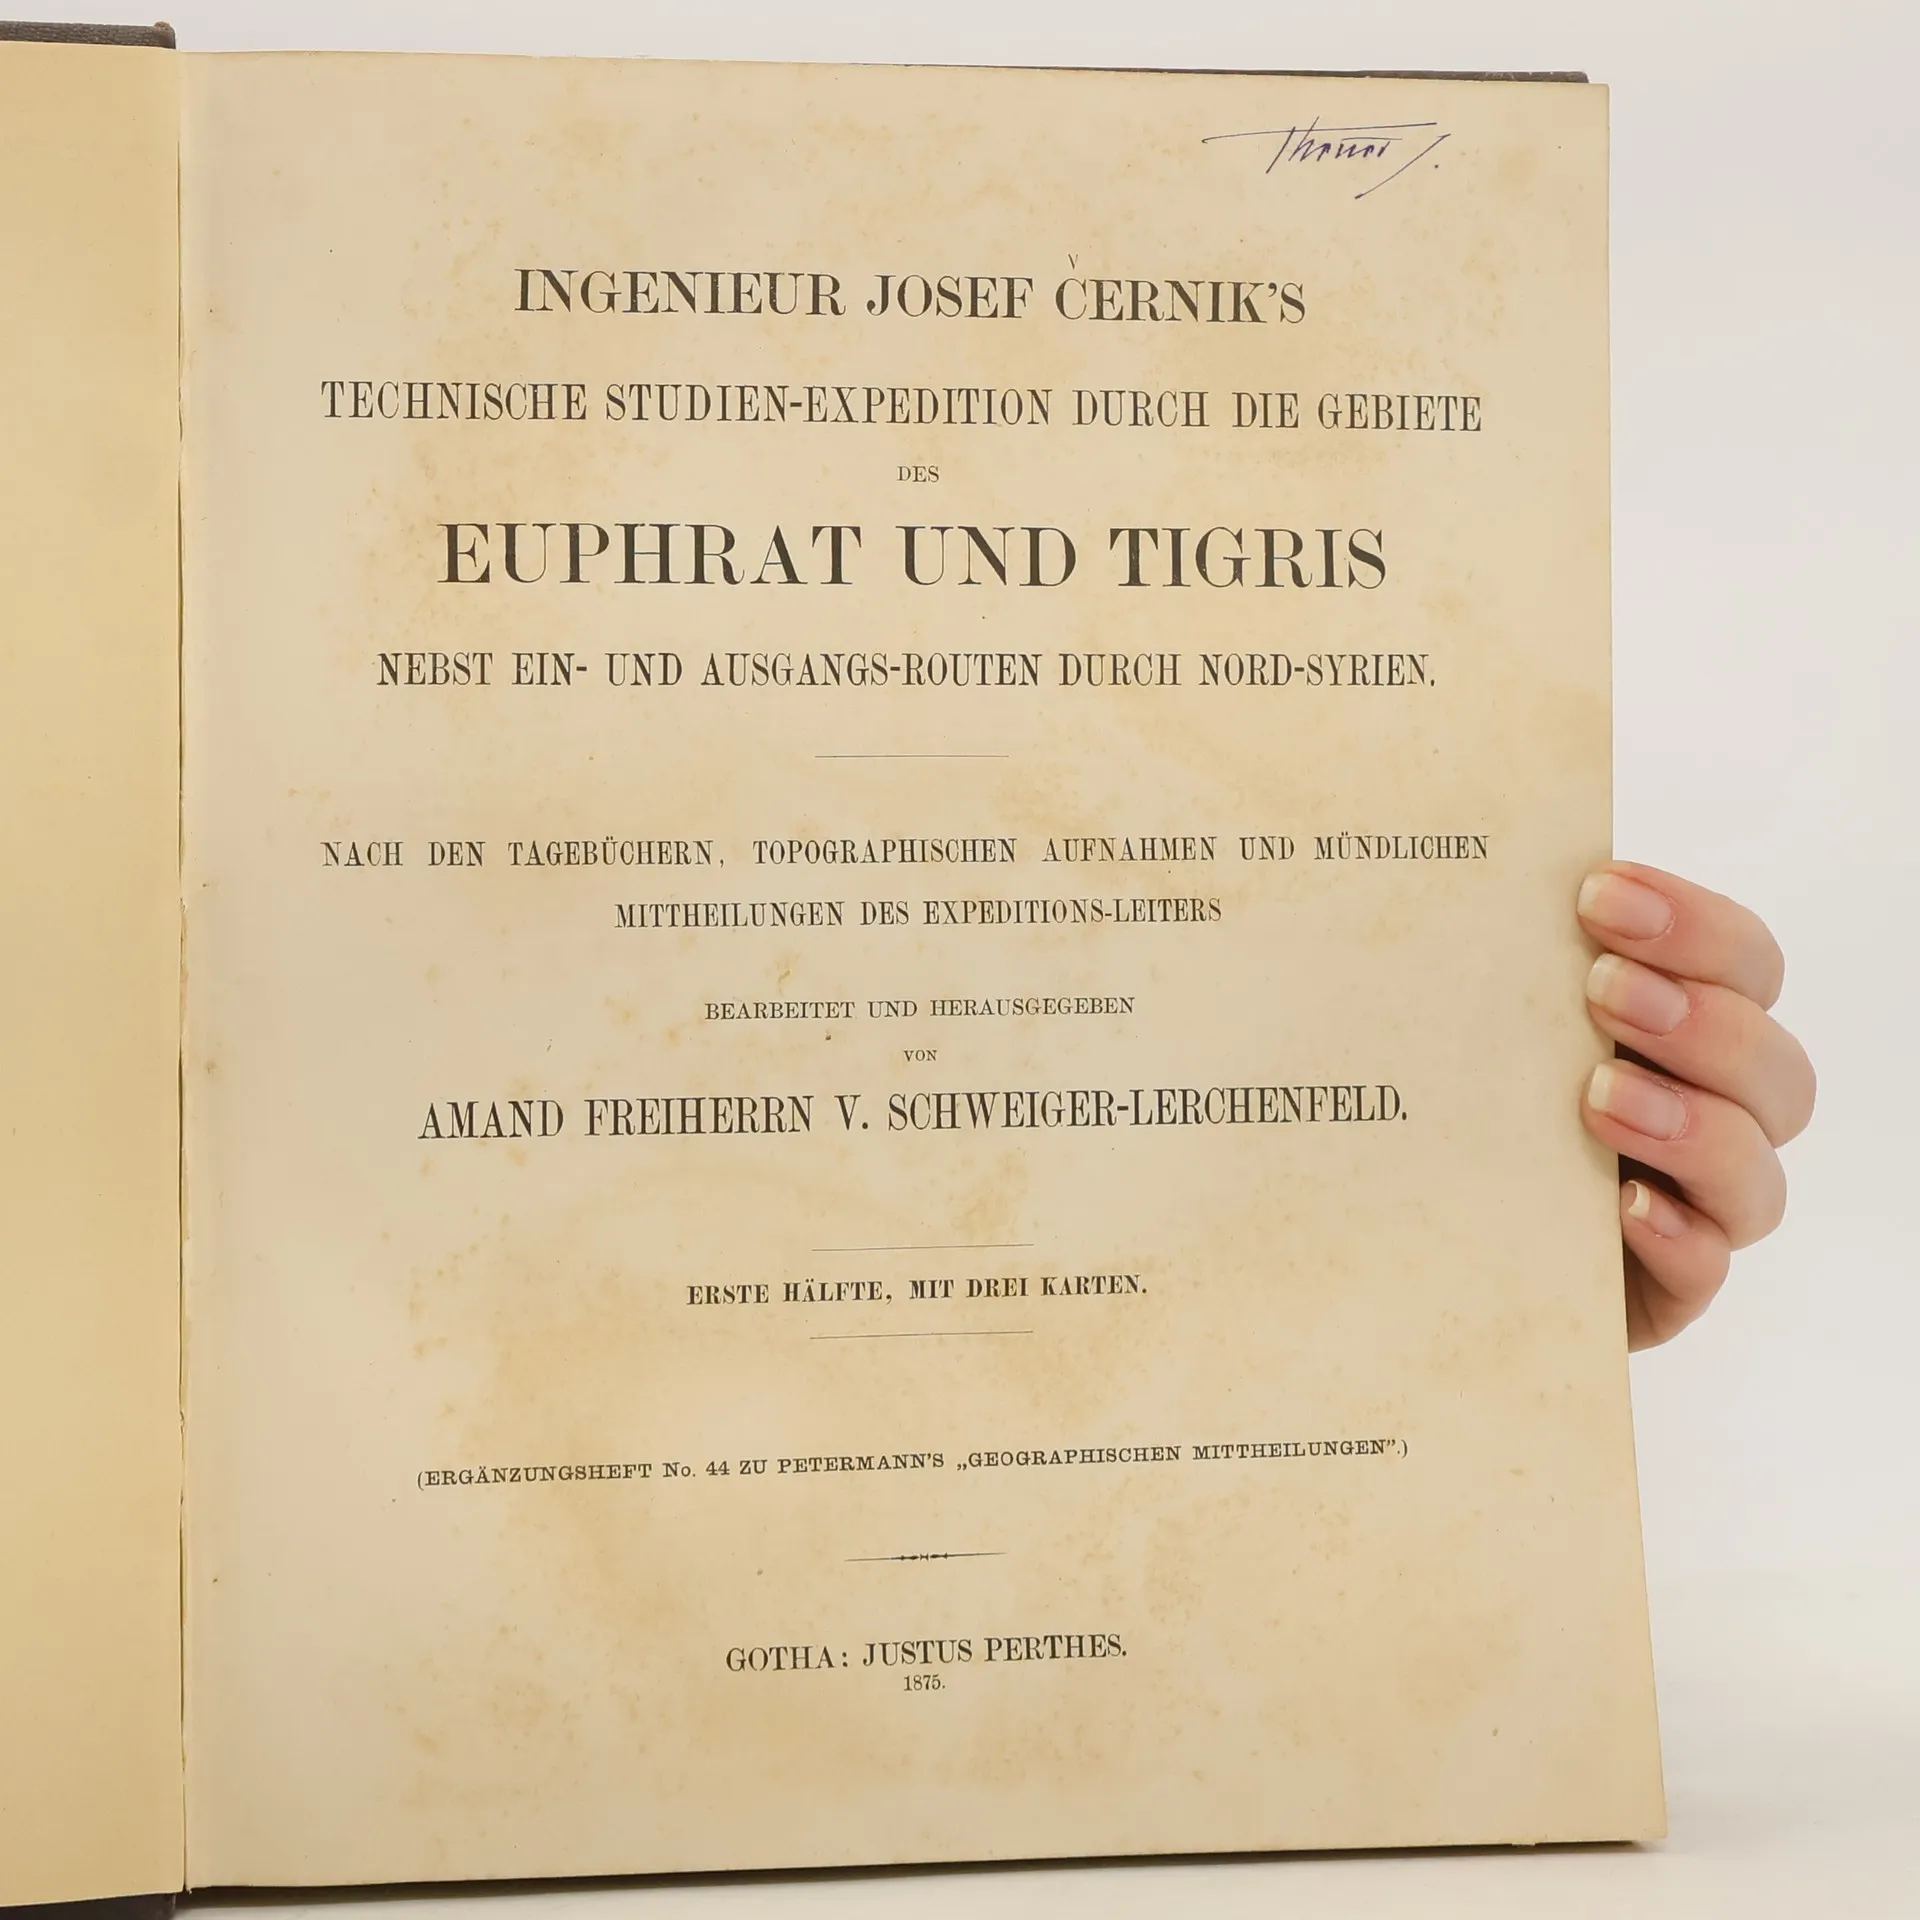 INGENIEUR JOSEF ČERNIK'S
TECHNISCHE STUDIEN-EXPEDITION DURCH DIE GEBIETE
DES
EUPHRAT UND TIGRIS
NEBST EIN- UND AUSGANGS-ROUTEN DURCH NORD-SYRIEN.
NACH DEN TAGEBÜCHERN, TOPOGRAPHISCHEN AUFNAHMEN UND MÜNDLICHEN
MITTHEILUNGEN DES EXPEDITIONS-LEITERS
BEARBEITET UND HERAUSGEGEBEN
VON
AMAND FREIHERRN V. SCHWEIGER-LERCHENFELD.
ERSTE HÄLFTE, MIT DREI KARTEN.
(ERGÄNZUNGSHEFT No. 44 ZU PETERMANN'S „GEOGRAPHISCHEN MITTHEILUNGEN”.)
GOTHA: JUSTUS PERTHES.
1875.